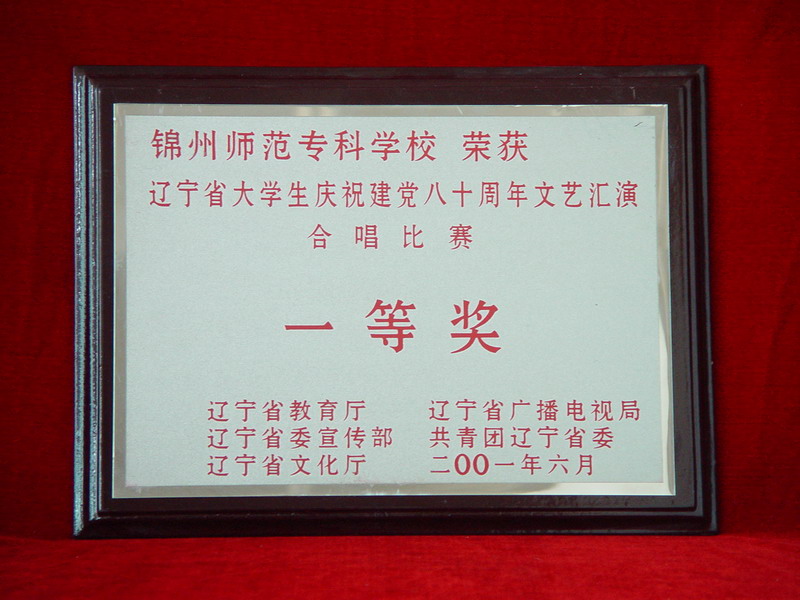 锦州师范专科学校 荣获
辽宁省大学生庆祝建党八十周年文艺汇演
合唱比赛
一等奖
辽宁省教育厅 辽宁省广播电视局
辽宁省委宣传部 共青团辽宁省委
辽宁省文化厅 二00一年六月